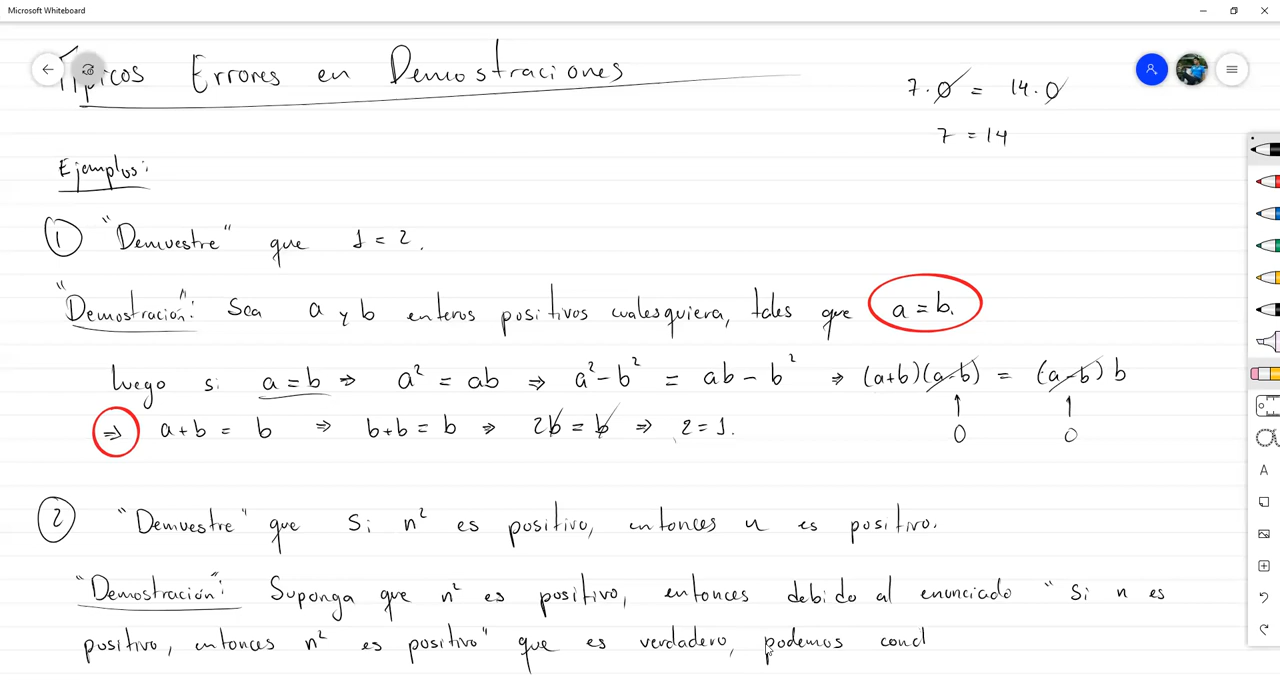 Microsoft Whiteboard
Típicos Errores en Demostraciones
7·0 = 14·0
7 = 14
Ejemplos:
① "Demuestre" que 1 = 2.
"Demostración": Sea a y b enteros positivos cualesquiera, tales que a = b.
Luego si a = b ⇒ a² = ab ⇒ a² - b² = ab - b² ⇒ (a+b)(a-b) = (a-b) b
⇒ a+b = b ⇒ b+b = b ⇒ 2b = b ⇒ 2 = 1.
0 0
② "Demuestre" que Si n² es positivo, entonces n es positivo.
"Demostración": Suponga que n² es positivo, entonces debido al enunciado "Si n es
positivo, entonces n² es positivo" que es verdadero, podemos concl
A